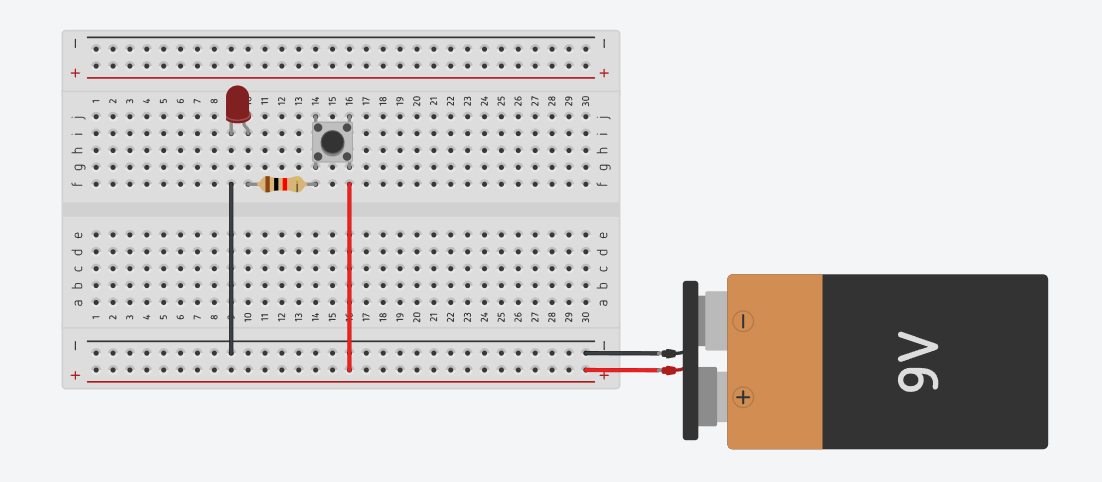 − −
+ +
1 2 3 4 5 6 7 8 10 11 12 13 14 15 16 17 18 19 20 21 22 23 24 25 26 27 28 29 30
j j
i i
h h
g g
f f
e e
d d
c c
b b
a a
1 2 3 4 5 6 7 8 10 11 12 13 14 15 16 17 18 19 20 21 22 23 24 25 26 27 28 29 30
− −
+ +
−
+
9V